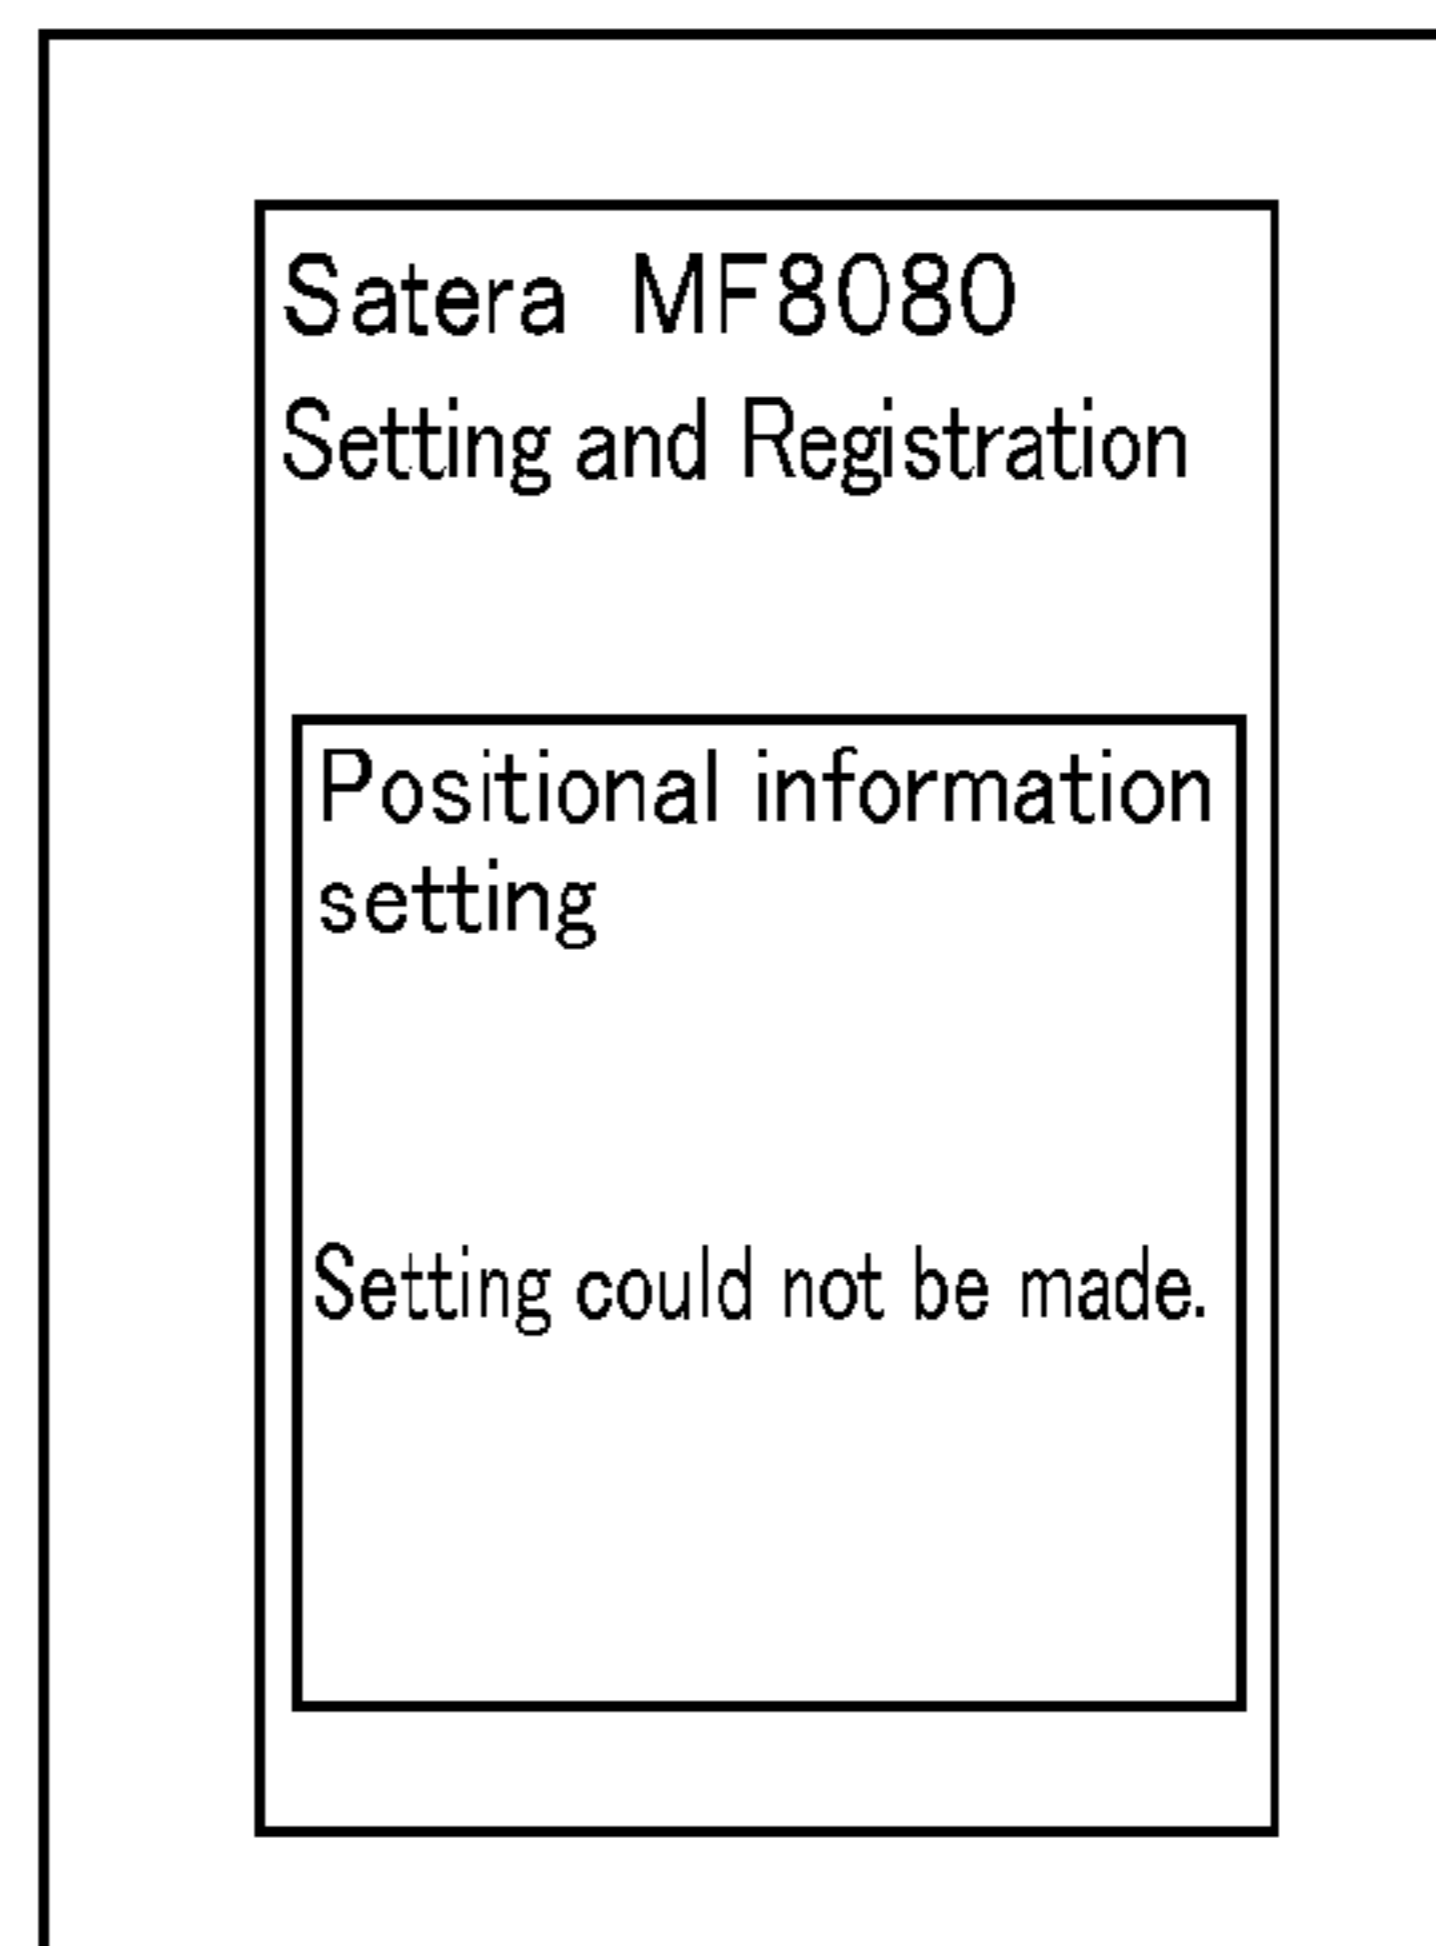 Satera MF8080
Setting and Registration
Positional information
setting
Setting could not be made.